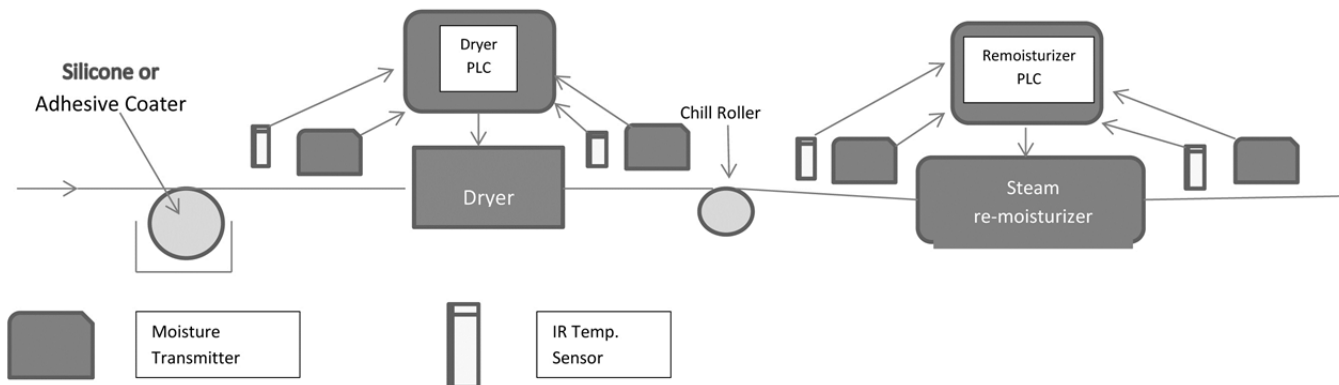 Silicone or
Adhesive Coater
Dryer
PLC
Dryer
Chill Roller
Remoisturizer
PLC
Steam
re-moisturizer
Moisture
Transmitter
IR Temp.
Sensor